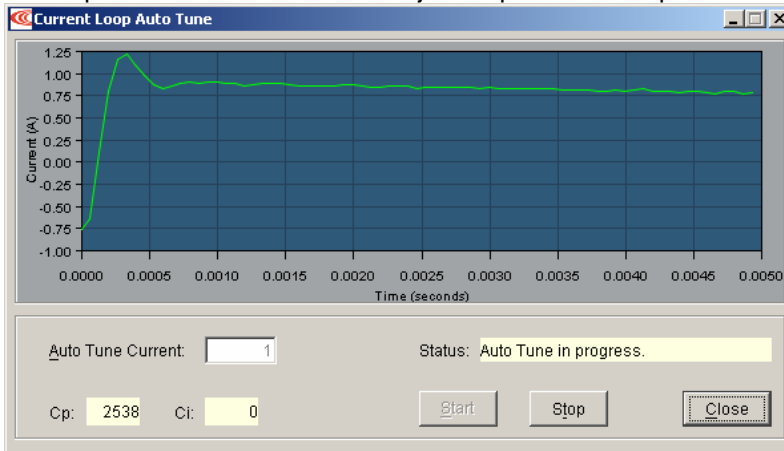 Current Loop Auto Tune
1.25
1.00
0.75
0.50
0.25
0.00
-0.25
-0.50
-0.75
-1.00
Current (A)
0.0000 0.0005 0.0010 0.0015 0.0020 0.0025 0.0030 0.0035 0.0040 0.0045 0.0050
Time (seconds)
Auto Tune Current: 1 Status: Auto Tune in progress.
Cp: 2538 Ci: 0 Start Stop Close